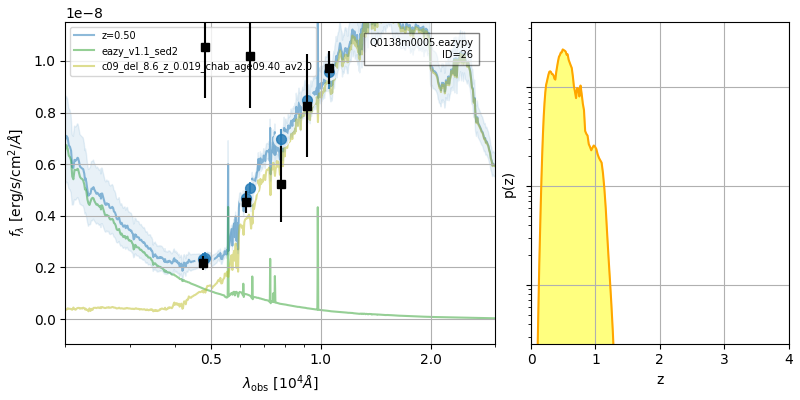 1e−8
z=0.50
eazy_v1.1_sed2
c09_del_8.6_z_0.019_chab_age09.40_av2.0
Q0138m0005.eazypy
ID=26
1.0
0.8
0.6
0.4
0.2
0.0
fλ [erg/s/cm²/Å]
0.5
1.0
2.0
λobs [10⁴Å]
p(z)
0
1
2
3
4
z